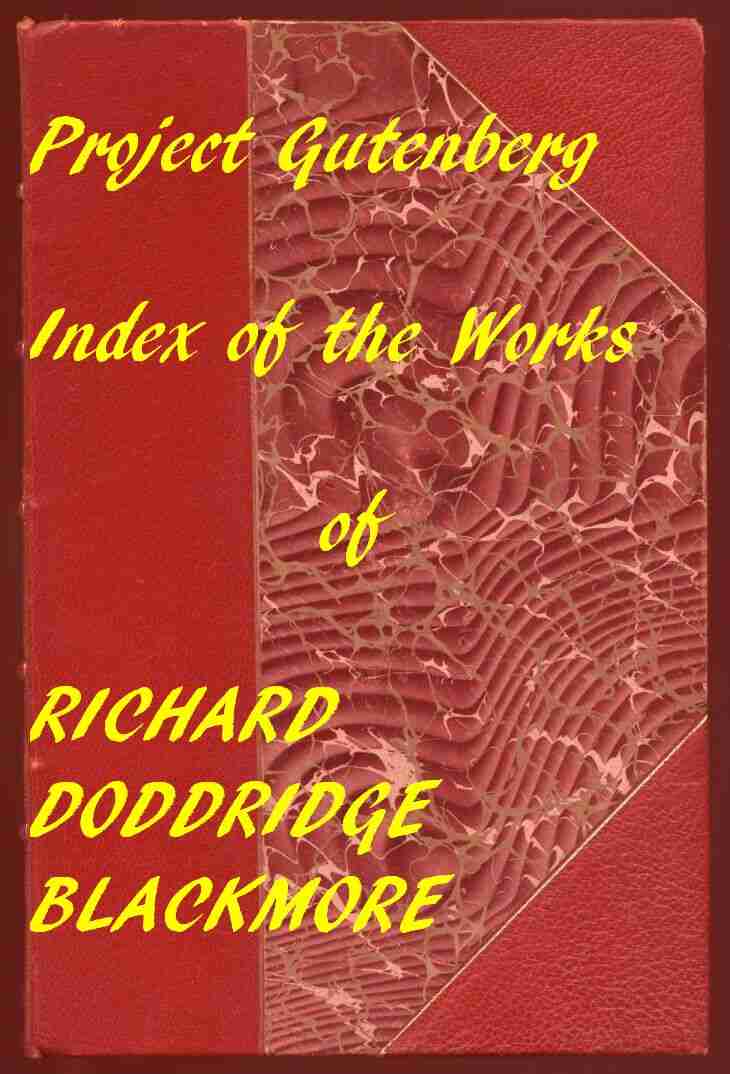 Project Gutenberg
Index of the Works
of
RICHARD
DODDRIDGE
BLACKMORE